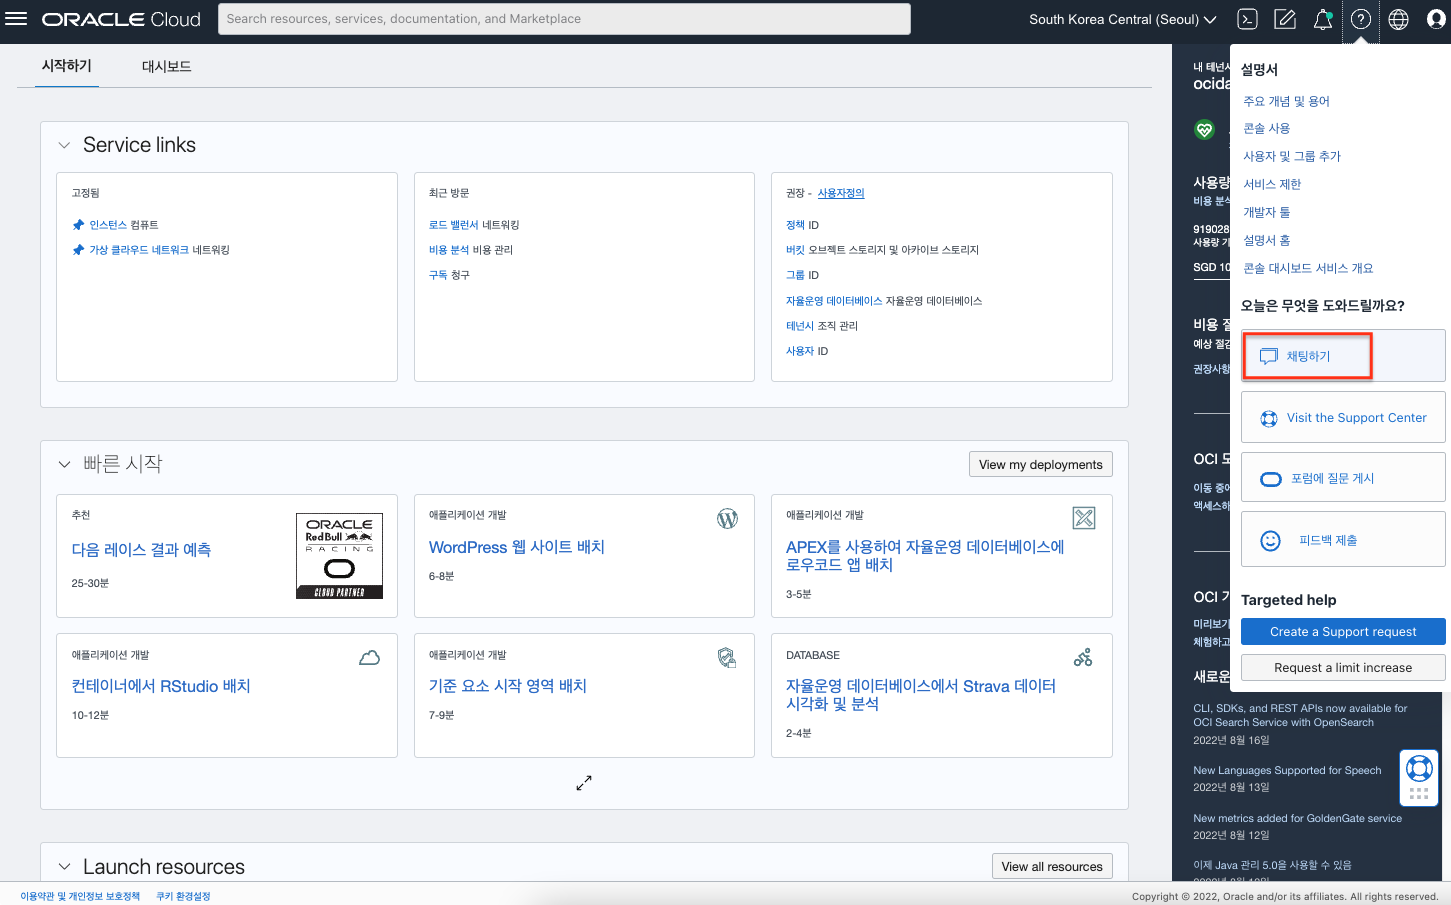 ORACLE Cloud
Search resources, services, documentation, and Marketplace
South Korea Central (Seoul)
시작하기
대시보드
Service links
고정됨
인스턴스 컴퓨트
가상 클라우드 네트워크 네트워킹
최근 방문
로드 밸런서 네트워킹
비용 분석 비용 관리
구독 청구
권장 - 사용자정의
정책 ID
버킷 오브젝트 스토리지 및 아카이브 스토리지
그룹 ID
자율운영 데이터베이스 자율운영 데이터베이스
테넌시 조직 관리
사용자 ID
빠른 시작
View my deployments
추천
다음 레이스 결과 예측
25-30분
ORACLE
Red Bull
RACING
CLOUD PARTNER
애플리케이션 개발
WordPress 웹 사이트 배치
6-8분
애플리케이션 개발
APEX를 사용하여 자율운영 데이터베이스에
로우코드 앱 배치
3-5분
애플리케이션 개발
컨테이너에서 RStudio 배치
10-12분
애플리케이션 개발
기준 요소 시작 영역 배치
7-9분
DATABASE
자율운영 데이터베이스에서 Strava 데이터
시각화 및 분석
2-4분
Launch resources
View all resources
내 테넌시
ocida
사용량
비용 분석
919028
사용량 기
SGD 10
비용 절
예상 절감
권장사항
OCI 모
이동 중에
액세스하
OCI 기
미리보기
체험하고
새로운
CLI, SDKs, and REST APIs now available for
OCI Search Service with OpenSearch
2022년 8월 16일
New Languages Supported for Speech
2022년 8월 13일
New metrics added for GoldenGate service
2022년 8월 12일
이제 Java 관리 5.0을 사용할 수 있음
설명서
주요 개념 및 용어
콘솔 사용
사용자 및 그룹 추가
서비스 제한
개발자 툴
설명서 홈
콘솔 대시보드 서비스 개요
오늘은 무엇을 도와드릴까요?
채팅하기
Visit the Support Center
포럼에 질문 게시
피드백 제출
Targeted help
Create a Support request
Request a limit increase
이용약관 및 개인정보 보호정책
쿠키 환경설정
Copyright © 2022, Oracle and/or its affiliates. All rights reserved.